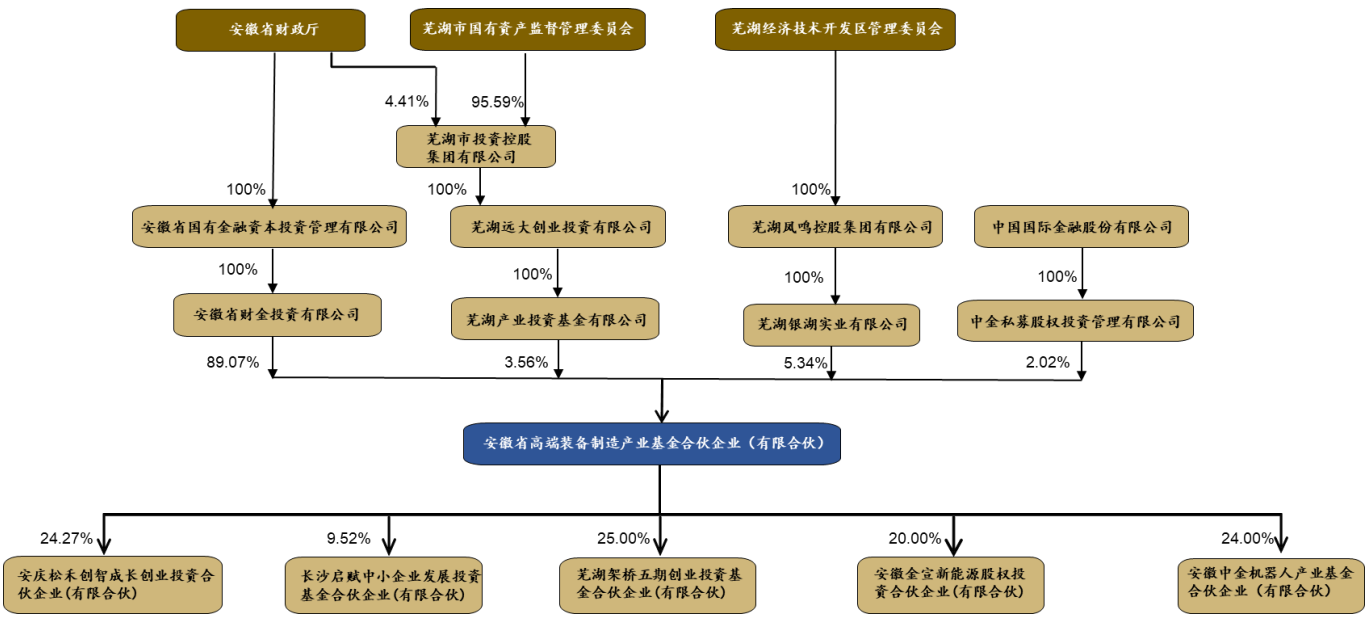 安徽省财政厅
芜湖市国有资产监督管理委员会
芜湖经济技术开发区管理委员会
4.41%
95.59%
芜湖市投资控股
集团有限公司
100%
100%
100%
安徽省国有金融资本投资管理有限公司
芜湖远大创业投资有限公司
芜湖凤鸣控股集团有限公司
中国国际金融股份有限公司
100%
100%
100%
100%
安徽省财金投资有限公司
芜湖产业投资基金有限公司
芜湖银湖实业有限公司
中金私募股权投资管理有限公司
89.07%
3.56%
5.34%
2.02%
安徽省高端装备制造产业基金合伙企业（有限合伙）
24.27%
9.52%
25.00%
20.00%
24.00%
安庆松禾创智成长创业投资合
伙企业(有限合伙)
长沙启赋中小企业发展投资
基金合伙企业(有限合伙)
芜湖架桥五期创业投资基
金合伙企业(有限合伙)
安徽金宣新能源股权投
资合伙企业(有限合伙)
安徽中金机器人产业基金
合伙企业（有限合伙）